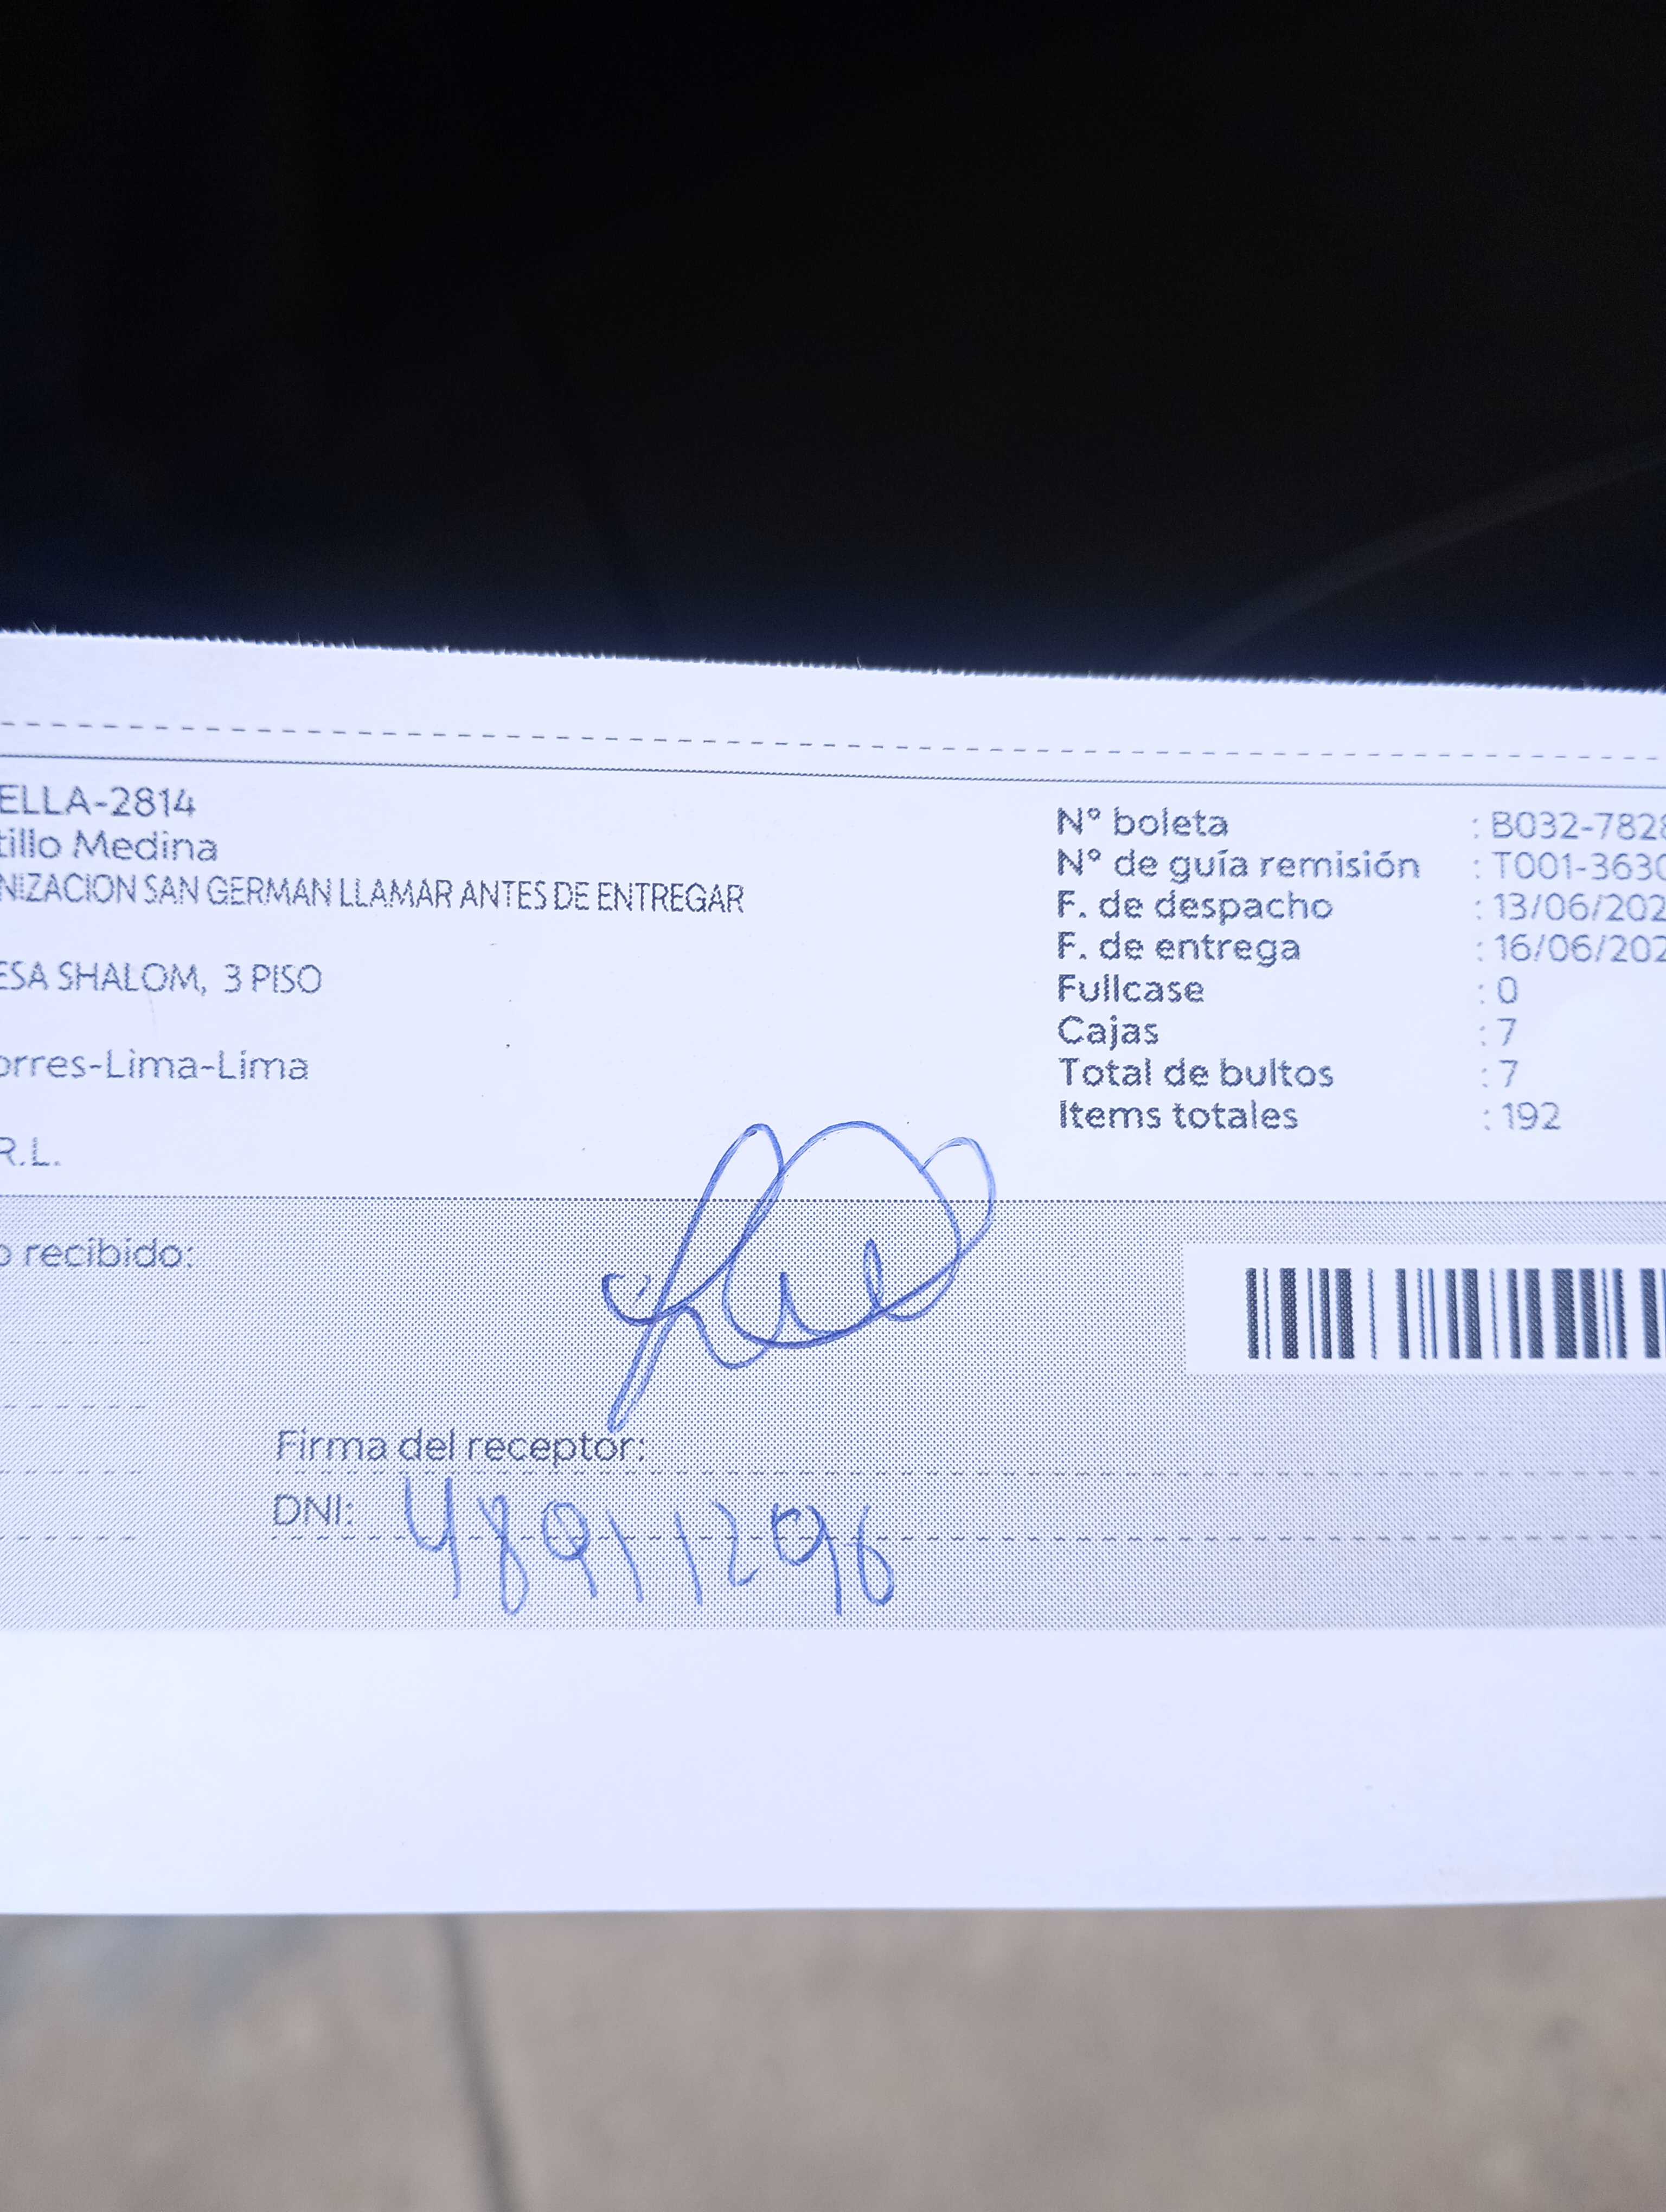 ELLA-2814
tillo Medina
NIZACION SAN GERMAN LLAMAR ANTES DE ENTREGAR
ESA SHALOM, 3 PISO
orres-Lima-Lima
R.L.
N° boleta : B032-7828
N° de guía remisión : T001-3630
F. de despacho : 13/06/202
F. de entrega : 16/06/202
Fullcase : 0
Cajas : 7
Total de bultos : 7
Items totales : 192
o recibido:
Firma del receptor:
DNI: 48911296